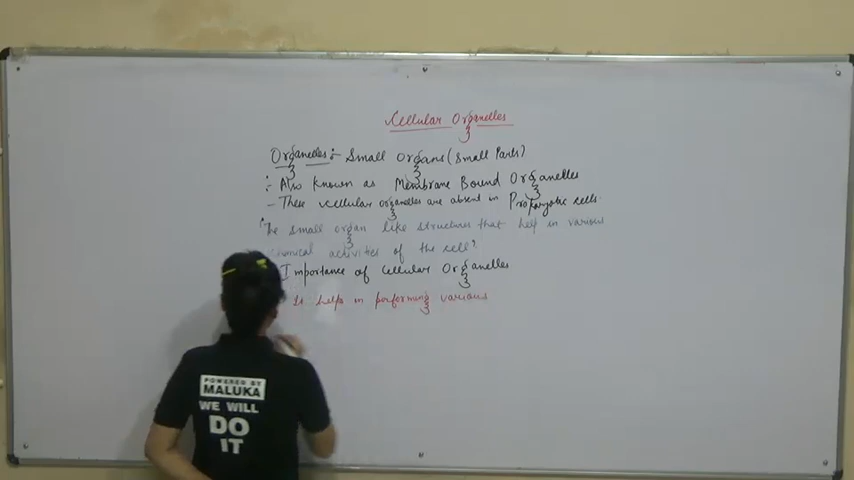 Cellular Organelles
Organelles :- Small Organs (Small Parts)
:- Also known as Membrane Bound Organelles
- These cellular organelles are absent in Prokaryotic cells.
"The small organ like structure that help in various
chemical activities of the cell".
Importance of Cellular Organelles
It helps in performing various
POWERED BY
MALUKA
WE WILL
DO
IT